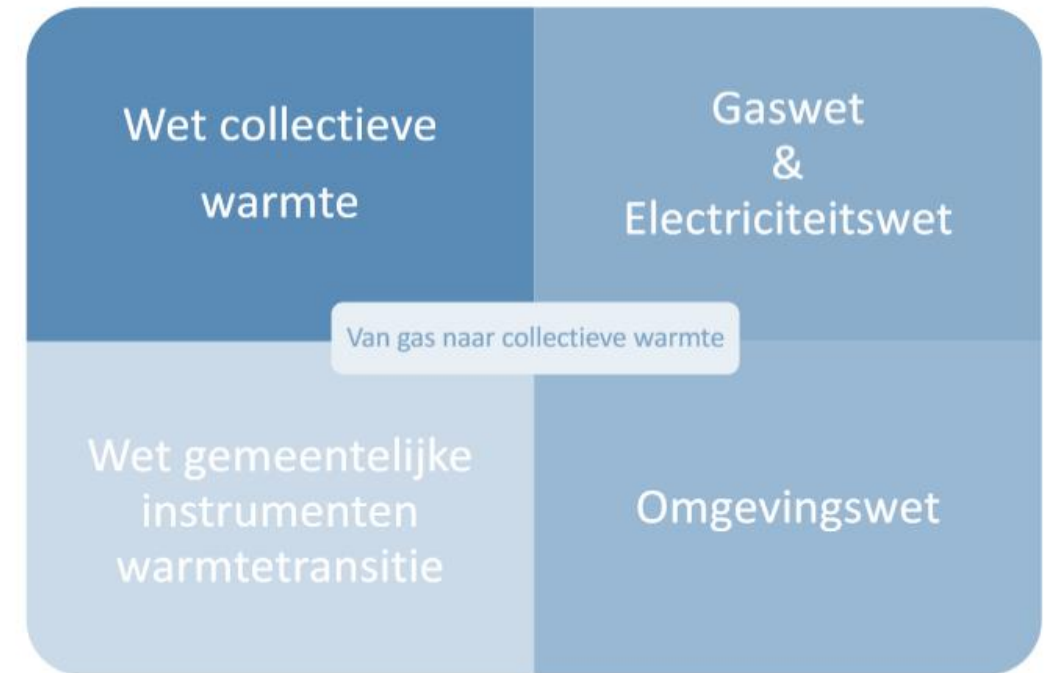 Wet collectieve
warmte
Gaswet
&
Electriciteitswet
Van gas naar collectieve warmte
Wet gemeentelijke
instrumenten
warmtetransitie
Omgevingswet